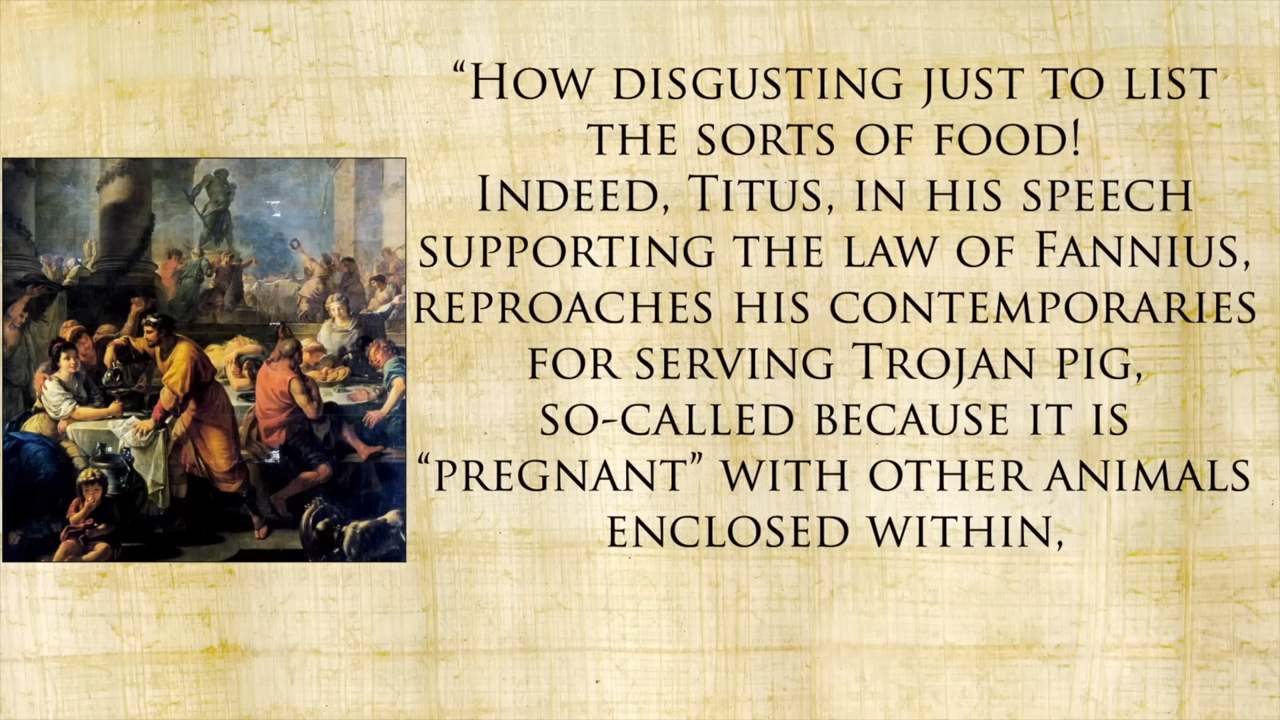 “How disgusting just to list
the sorts of food!
Indeed, Titus, in his speech
supporting the law of Fannius,
reproaches his contemporaries
for serving Trojan pig,
so-called because it is
“pregnant” with other animals
enclosed within,